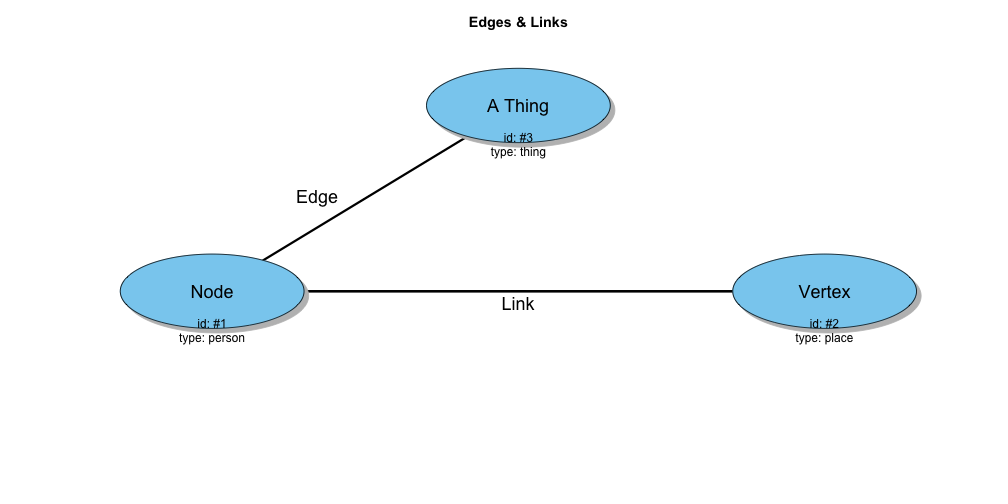 Edges & Links
A Thing
id: #3
type: thing
Edge
Node
id: #1
type: person
Link
Vertex
id: #2
type: place